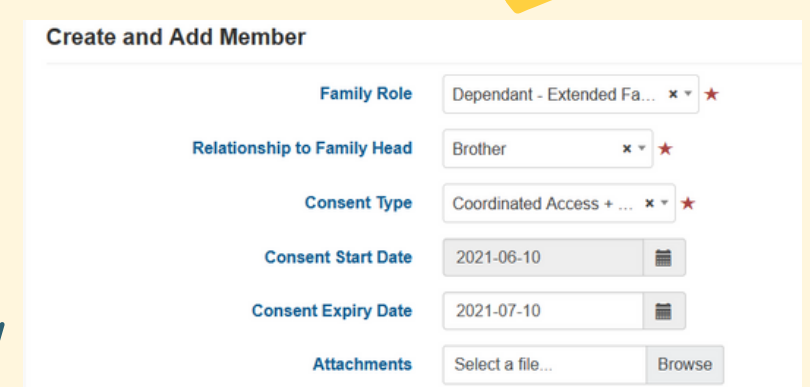 Create and Add Member
Family Role Dependant - Extended Fa... × ★
Relationship to Family Head Brother × ★
Consent Type Coordinated Access + ... × ★
Consent Start Date 2021-06-10
Consent Expiry Date 2021-07-10
Attachments Select a file... Browse